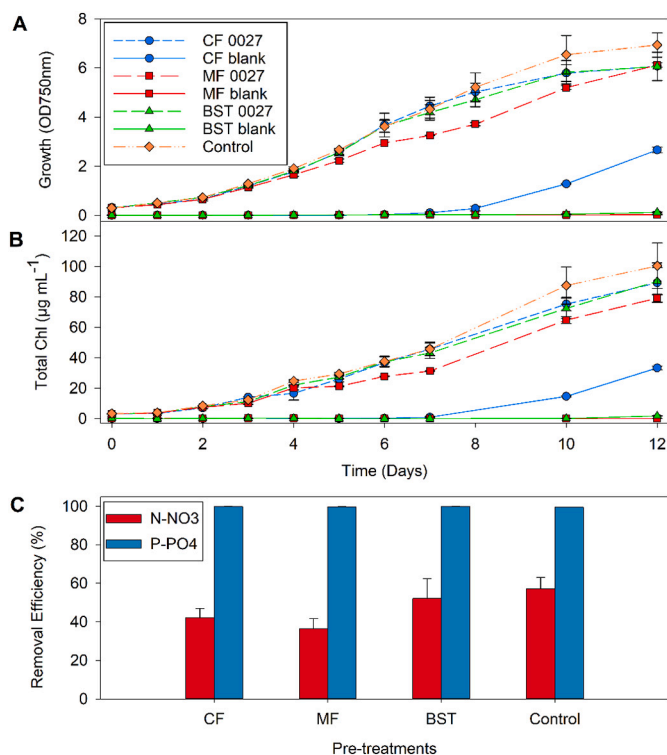 A
Growth (OD750nm)
8
6
4
2
0
CF 0027
CF blank
MF 0027
MF blank
BST 0027
BST blank
Control
B
Total Chl (µg mL⁻¹)
120
100
80
60
40
20
0
0 2 4 6 8 10 12
Time (Days)
C
Removal Efficiency (%)
100
80
60
40
20
0
N-NO3
P-PO4
CF MF BST Control
Pre-treatments